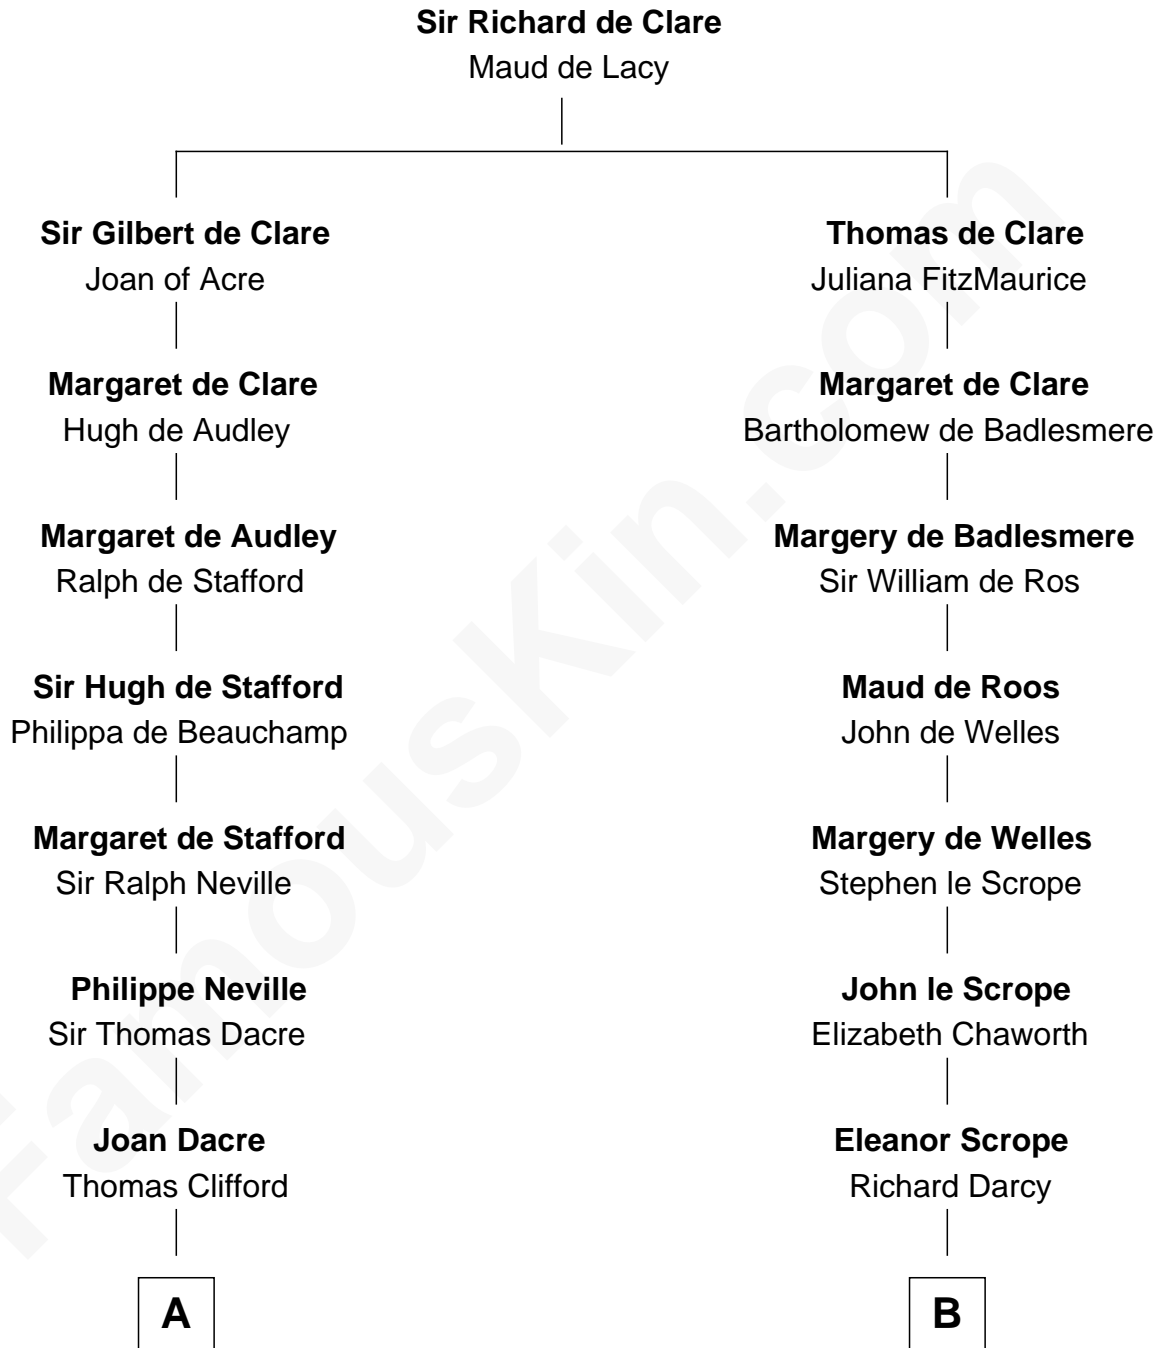 Sir Richard de Clare
Maud de Lacy
Sir Gilbert de Clare
Joan of Acre
Thomas de Clare
Juliana FitzMaurice
Margaret de Clare
Hugh de Audley
Margaret de Clare
Bartholomew de Badlesmere
Margaret de Audley
Ralph de Stafford
Margery de Badlesmere
Sir William de Ros
Sir Hugh de Stafford
Philippa de Beauchamp
Maud de Roos
John de Welles
Margaret de Stafford
Sir Ralph Neville
Margery de Welles
Stephen le Scrope
Philippe Neville
Sir Thomas Dacre
John le Scrope
Elizabeth Chaworth
Joan Dacre
Thomas Clifford
Eleanor Scrope
Richard Darcy
A
B
FamousKin.com